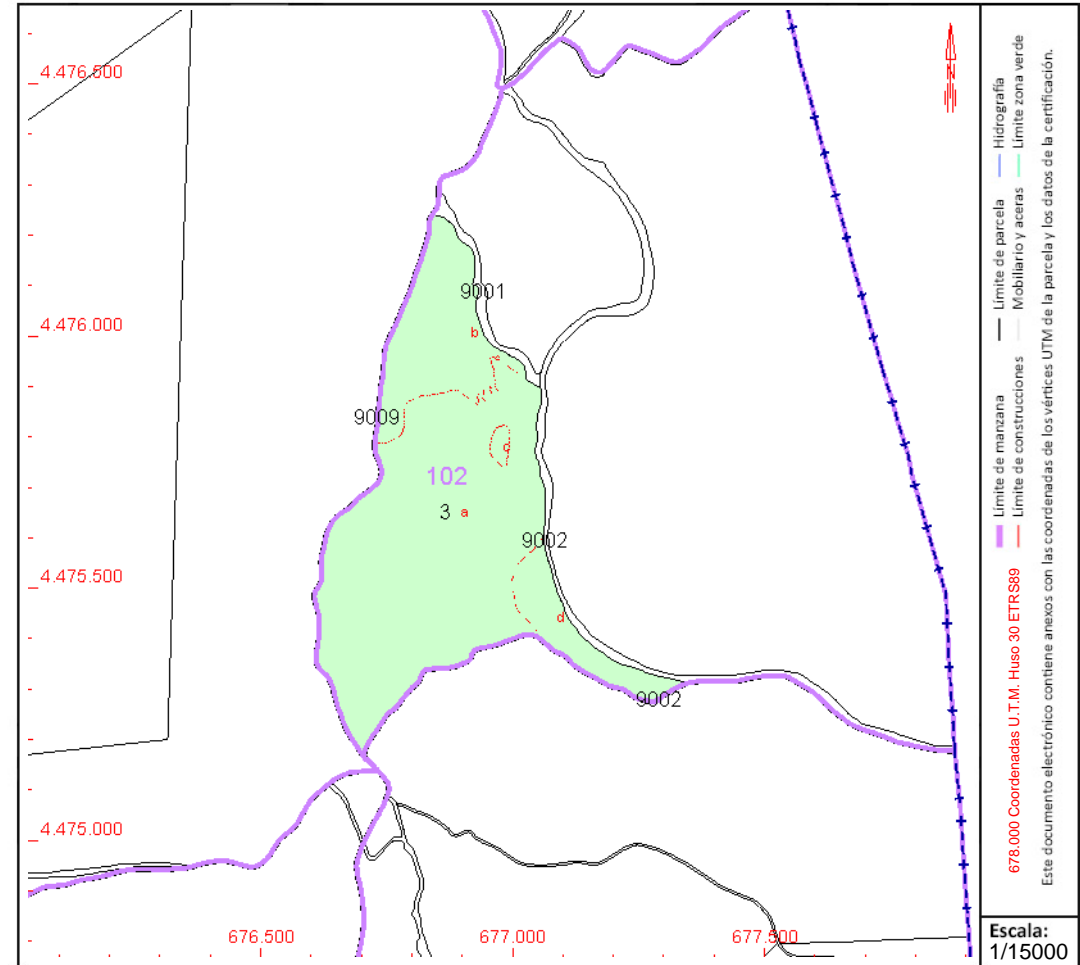 4.476.500
N
9001
4.476.000
b
c
9009
c
102
3 a
9002
4.475.500
d
9002
4.475.000
676.500 677.000 677.500
Límite de manzana Límite de parcela Hidrografía
Límite de construcciones Mobiliario y aceras Límite zona verde
678.000 Coordenadas U.T.M. Huso 30 ETRS89
Este documento electrónico contiene anexos con las coordenadas de los vértices UTM de la parcela y los datos de la certificación.
Escala:
1/15000